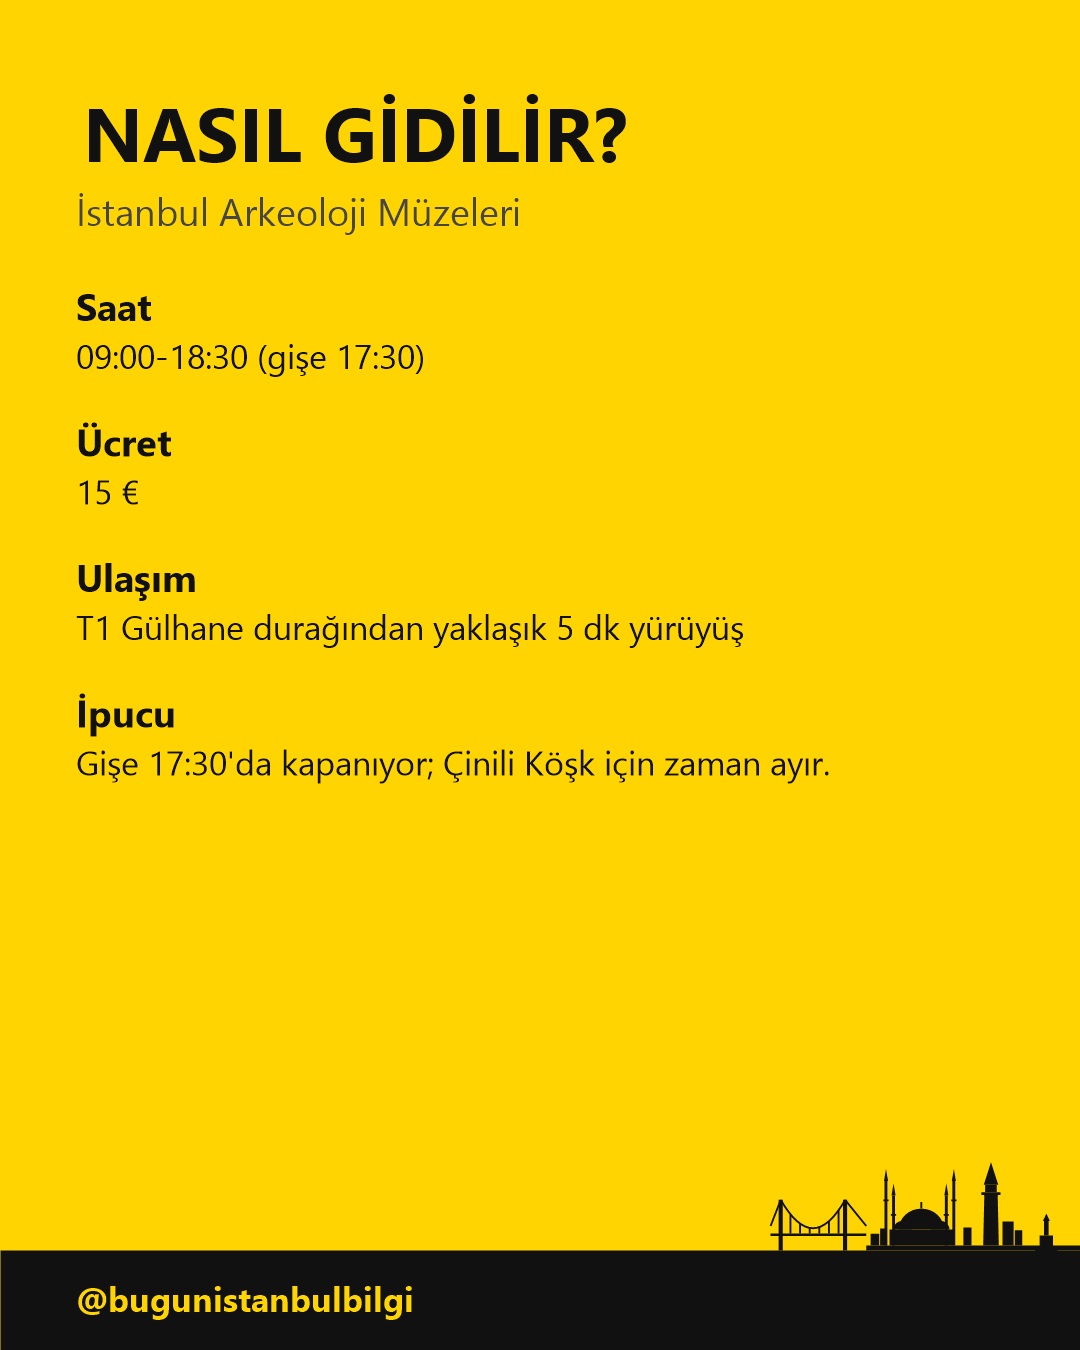 NASIL GİDİLİR?
İstanbul Arkeoloji Müzeleri
Saat
09:00-18:30 (gişe 17:30)
Ücret
15 €
Ulaşım
T1 Gülhane durağından yaklaşık 5 dk yürüyüş
İpucu
Gişe 17:30'da kapanıyor; Çinili Köşk için zaman ayır.
@bugunistanbulbilgi